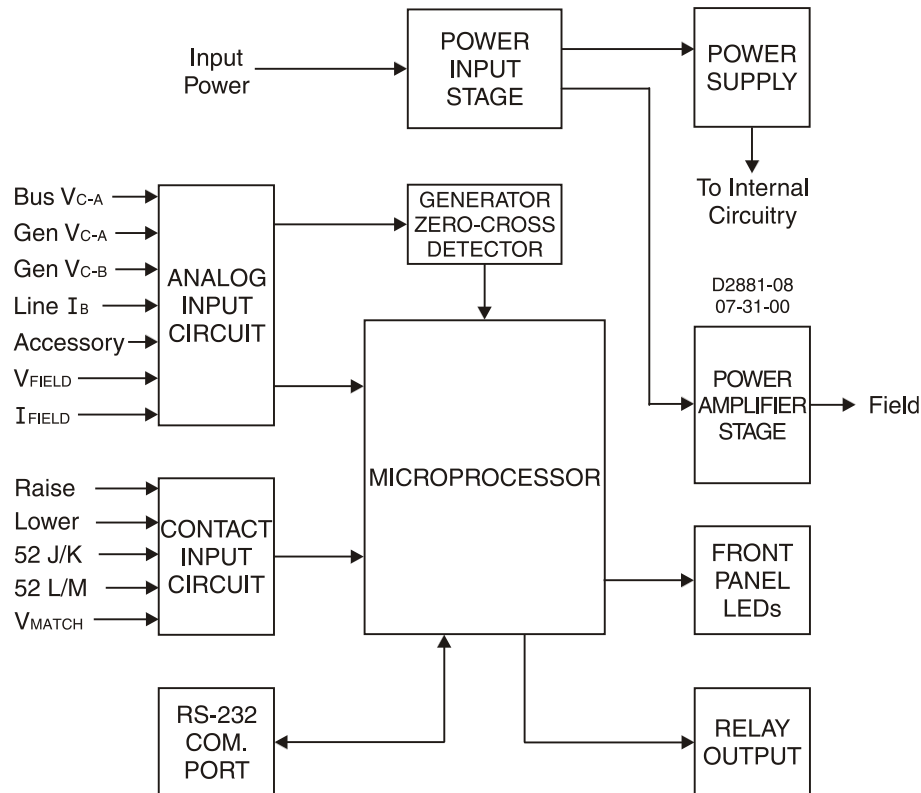 Input
Power
POWER
INPUT
STAGE
POWER
SUPPLY
To Internal
Circuitry
Bus VC-A
Gen VC-A
Gen VC-B
Line IB
Accessory
VFIELD
IFIELD
ANALOG
INPUT
CIRCUIT
GENERATOR
ZERO-CROSS
DETECTOR
D2881-08
07-31-00
POWER
AMPLIFIER
STAGE
Field
MICROPROCESSOR
Raise
Lower
52 J/K
52 L/M
VMATCH
CONTACT
INPUT
CIRCUIT
FRONT
PANEL
LEDs
RS-232
COM.
PORT
RELAY
OUTPUT